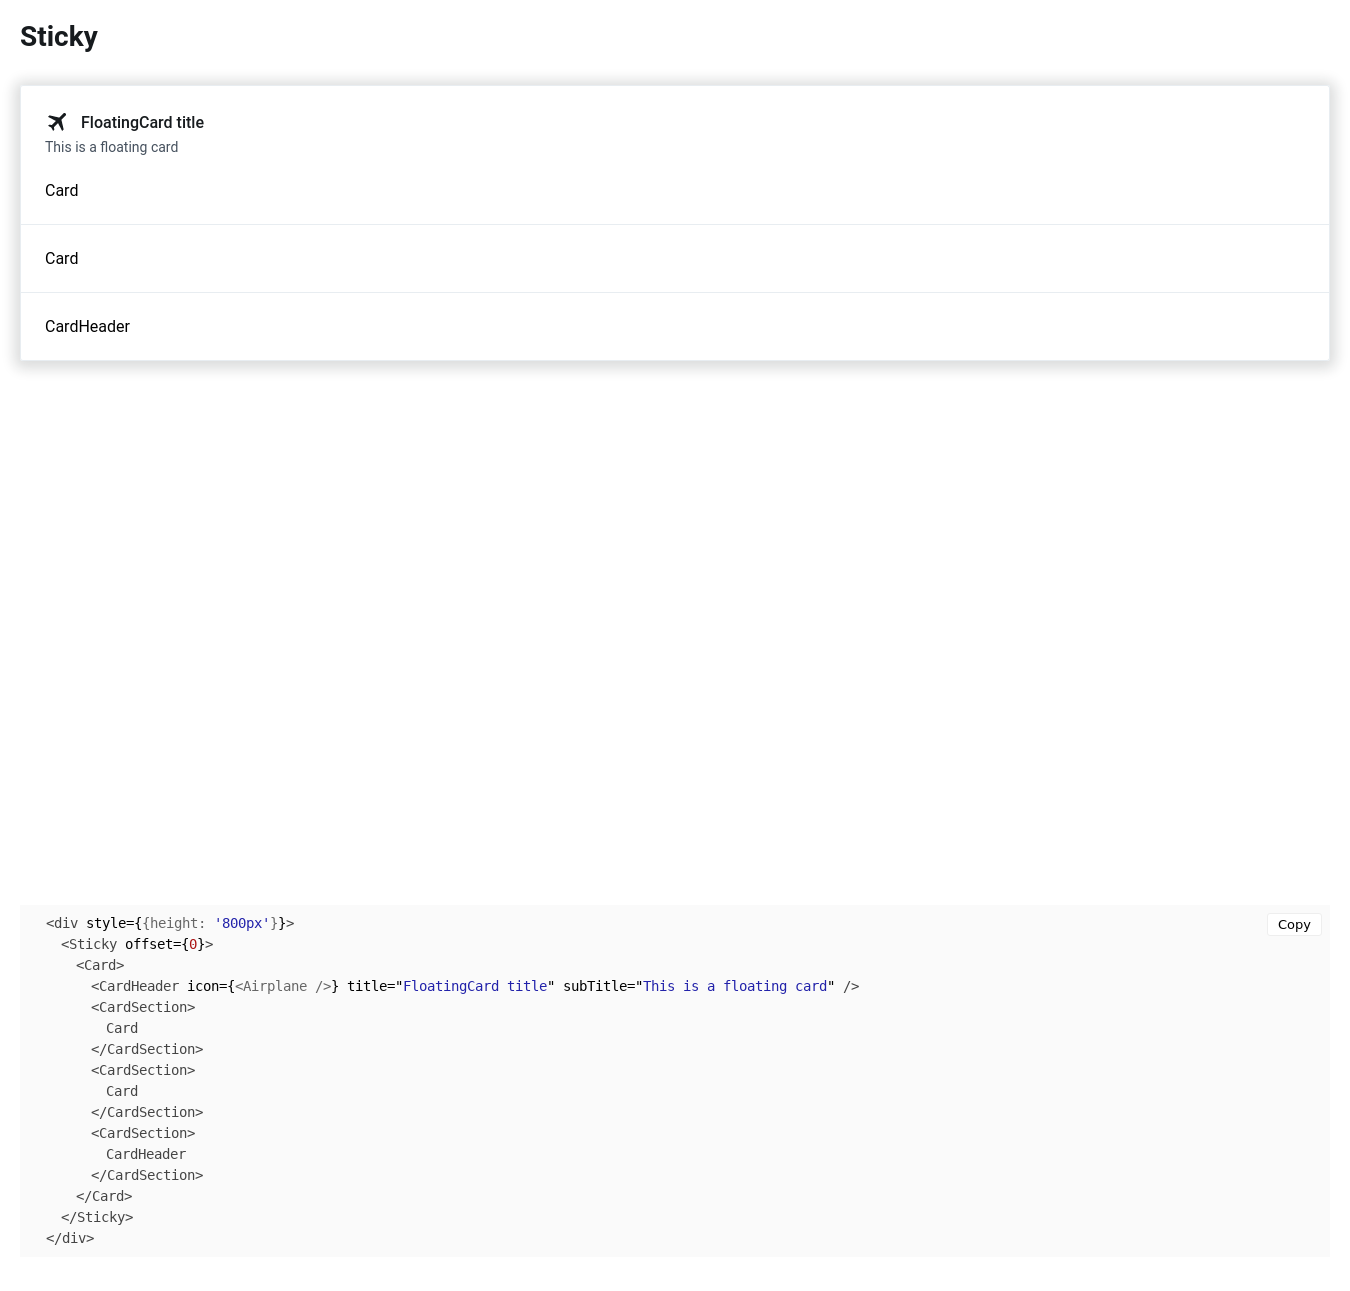 Sticky
FloatingCard title
This is a floating card
Card
Card
CardHeader
<div style={{height: '800px'}}>
Copy
<Sticky offset={0}>
<Card>
<CardHeader icon={<Airplane />} title="FloatingCard title" subTitle="This is a floating card" />
<CardSection>
Card
</CardSection>
<CardSection>
Card
</CardSection>
<CardSection>
CardHeader
</CardSection>
</Card>
</Sticky>
</div>